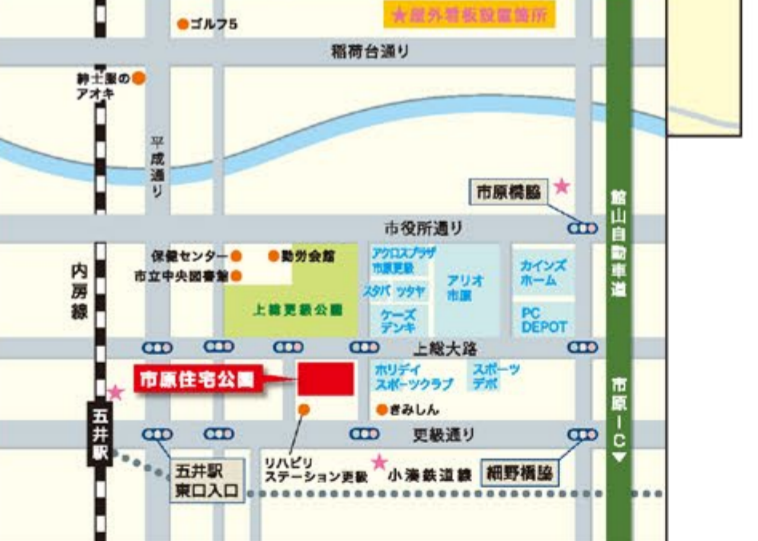 ★屋外看板設置箇所
ゴルフ5
稲荷台通り
紳士服の
アオキ
平成通り
市原橋脇
館山自動車道
市役所通り
保健センター
勤労会館
市立中央図書館
アクロスプラザ
市原更級
スタバ
ツタヤ
ケーズ
デンキ
アリオ
市原
カインズ
ホーム
PC
DEPOT
内房線
上総更級公園
上総大路
市原住宅公園
ホリデイ
スポーツクラブ
スポーツ
デポ
市原IC▼
きみしん
五井駅
更級通り
五井駅
東口入口
リハビリ
ステーション更級
小湊鉄道線
細野橋脇